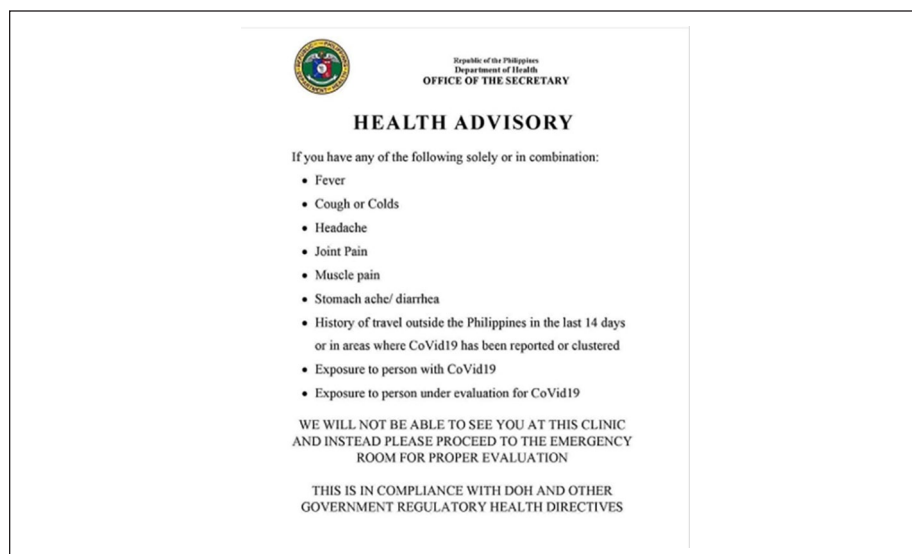 Republic of the Philippines
Department of Health
OFFICE OF THE SECRETARY
HEALTH ADVISORY
If you have any of the following solely or in combination:
• Fever
• Cough or Colds
• Headache
• Joint Pain
• Muscle pain
• Stomach ache/ diarrhea
• History of travel outside the Philippines in the last 14 days
or in areas where CoVid19 has been reported or clustered
• Exposure to person with CoVid19
• Exposure to person under evaluation for CoVid19
WE WILL NOT BE ABLE TO SEE YOU AT THIS CLINIC
AND INSTEAD PLEASE PROCEED TO THE EMERGENCY
ROOM FOR PROPER EVALUATION
THIS IS IN COMPLIANCE WITH DOH AND OTHER
GOVERNMENT REGULATORY HEALTH DIRECTIVES